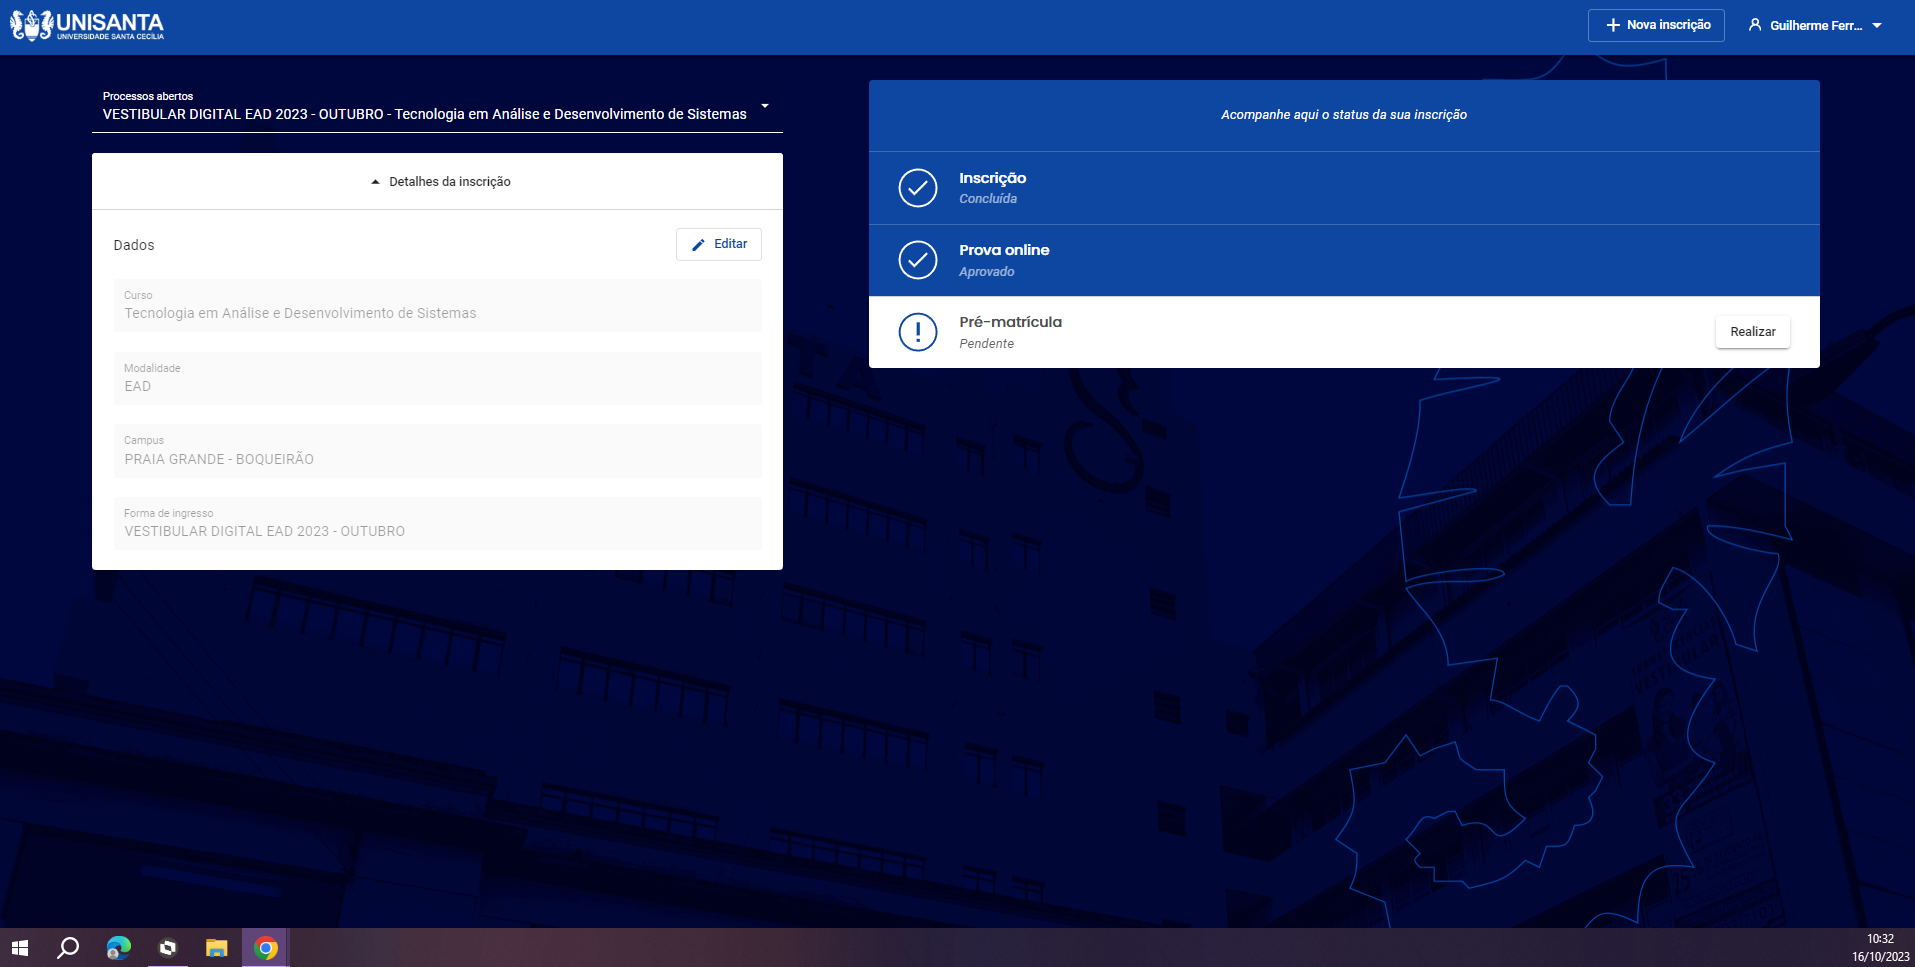 UNISANTA
UNIVERSIDADE SANTA CECÍLIA
Nova inscrição
Guilherme Ferr...
Processos abertos
VESTIBULAR DIGITAL EAD 2023 - OUTUBRO - Tecnologia em Análise e Desenvolvimento de Sistemas
Detalhes da inscrição
Dados
Editar
Curso
Tecnologia em Análise e Desenvolvimento de Sistemas
Modalidade
EAD
Campus
PRAIA GRANDE - BOQUEIRÃO
Forma de ingresso
VESTIBULAR DIGITAL EAD 2023 - OUTUBRO
Acompanhe aqui o status da sua inscrição
Inscrição
Concluída
Prova online
Aprovado
Pré-matrícula
Pendente
Realizar
10:32
16/10/2023